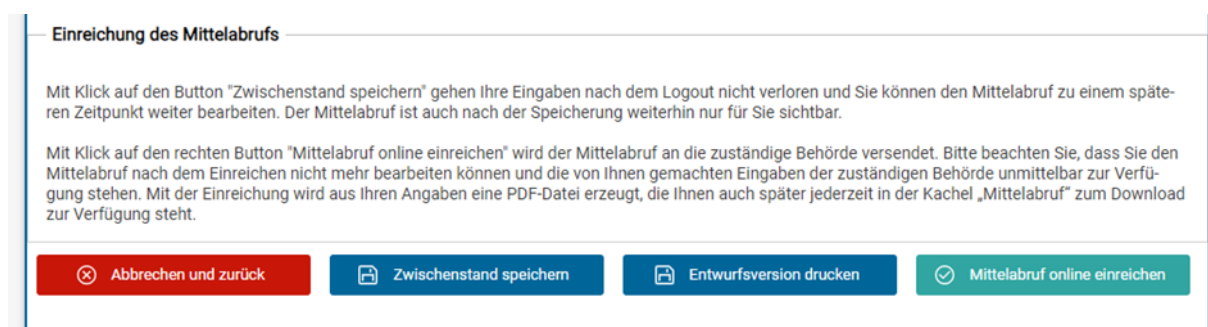 Einreichung des Mittelabrufs
Mit Klick auf den Button "Zwischenstand speichern" gehen Ihre Eingaben nach dem Logout nicht verloren und Sie können den Mittelabruf zu einem späte-
ren Zeitpunkt weiter bearbeiten. Der Mittelabruf ist auch nach der Speicherung weiterhin nur für Sie sichtbar.
Mit Klick auf den rechten Button "Mittelabruf online einreichen" wird der Mittelabruf an die zuständige Behörde versendet. Bitte beachten Sie, dass Sie den
Mittelabruf nach dem Einreichen nicht mehr bearbeiten können und die von Ihnen gemachten Eingaben der zuständigen Behörde unmittelbar zur Verfü-
gung stehen. Mit der Einreichung wird aus Ihren Angaben eine PDF-Datei erzeugt, die Ihnen auch später jederzeit in der Kachel „Mittelabruf“ zum Download
zur Verfügung steht.
Abbrechen und zurück Zwischenstand speichern Entwurfsversion drucken Mittelabruf online einreichen